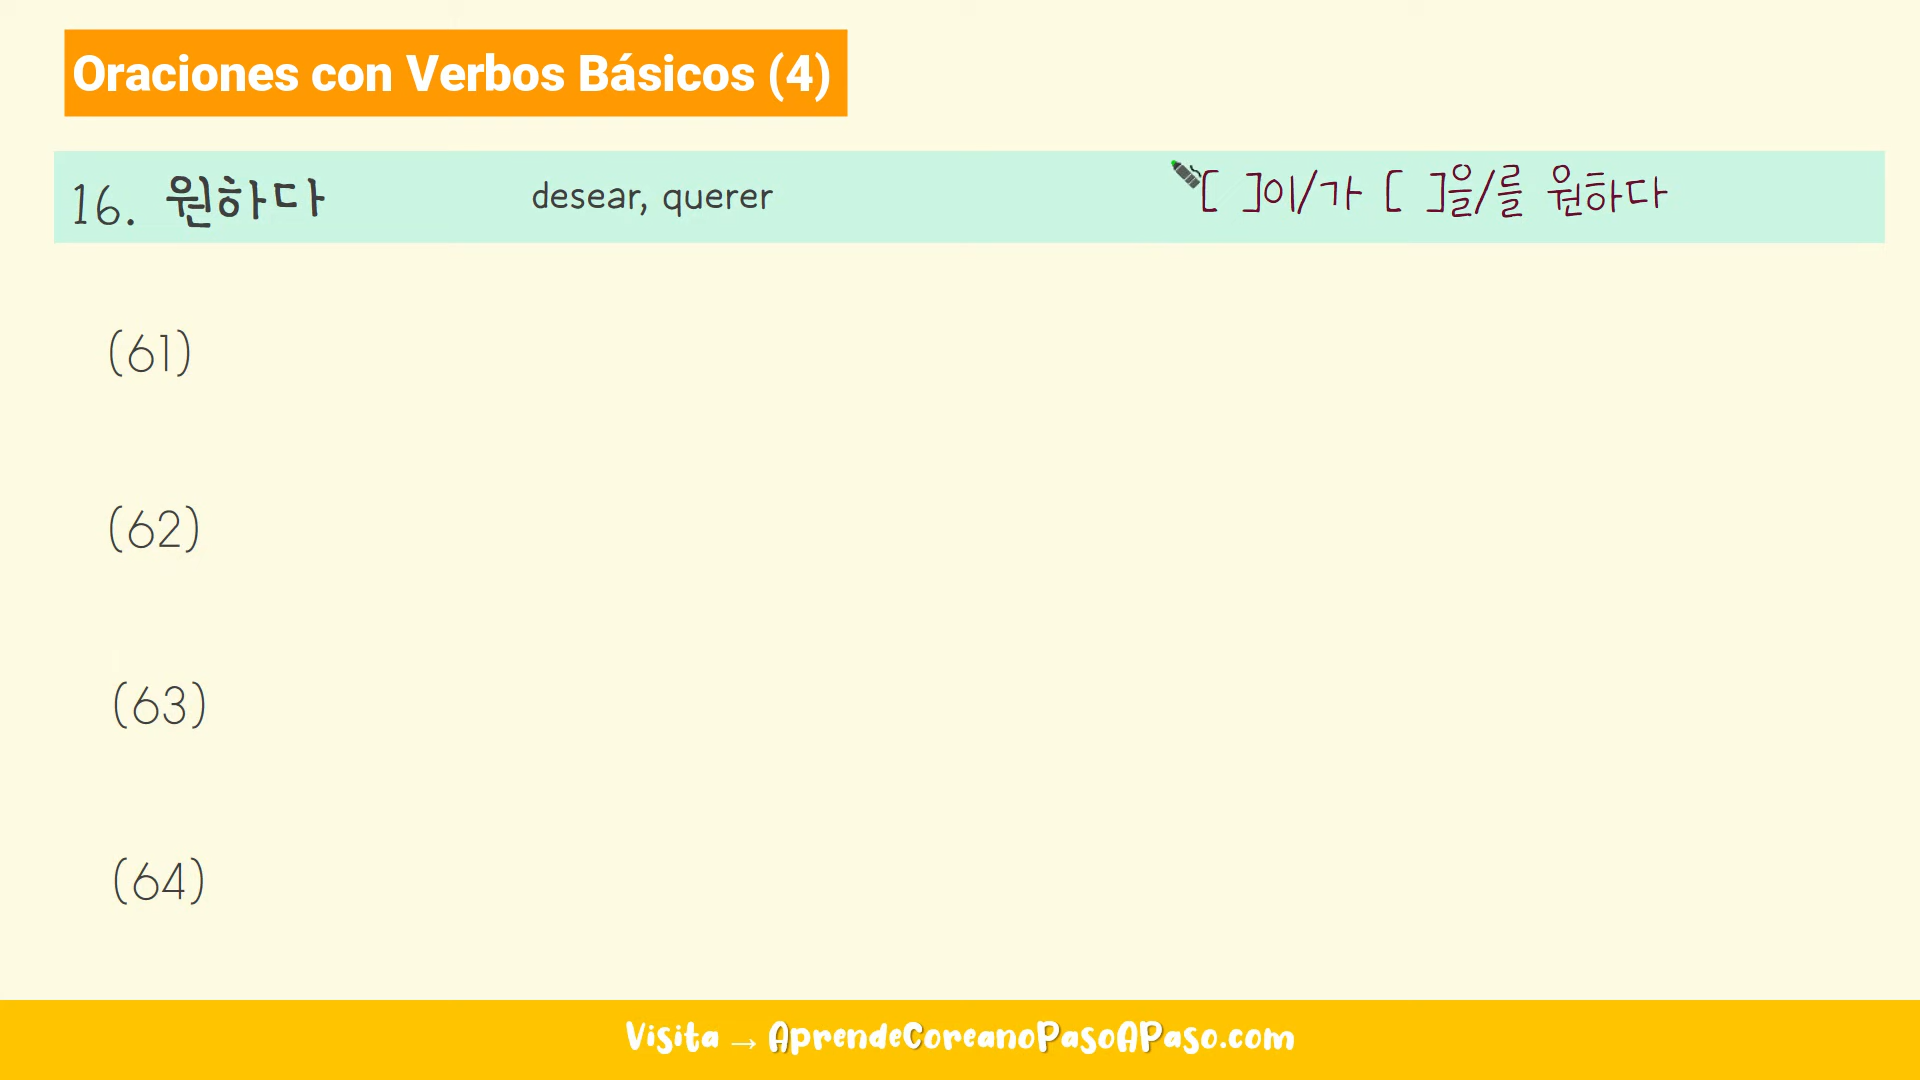 Oraciones con Verbos Básicos (4)
16. 원하다 desear, querer [ ]이/가 [ ]을/를 원하다
(61)
(62)
(63)
(64)
Visita → AprendeCoreanoPasoAPaso.com